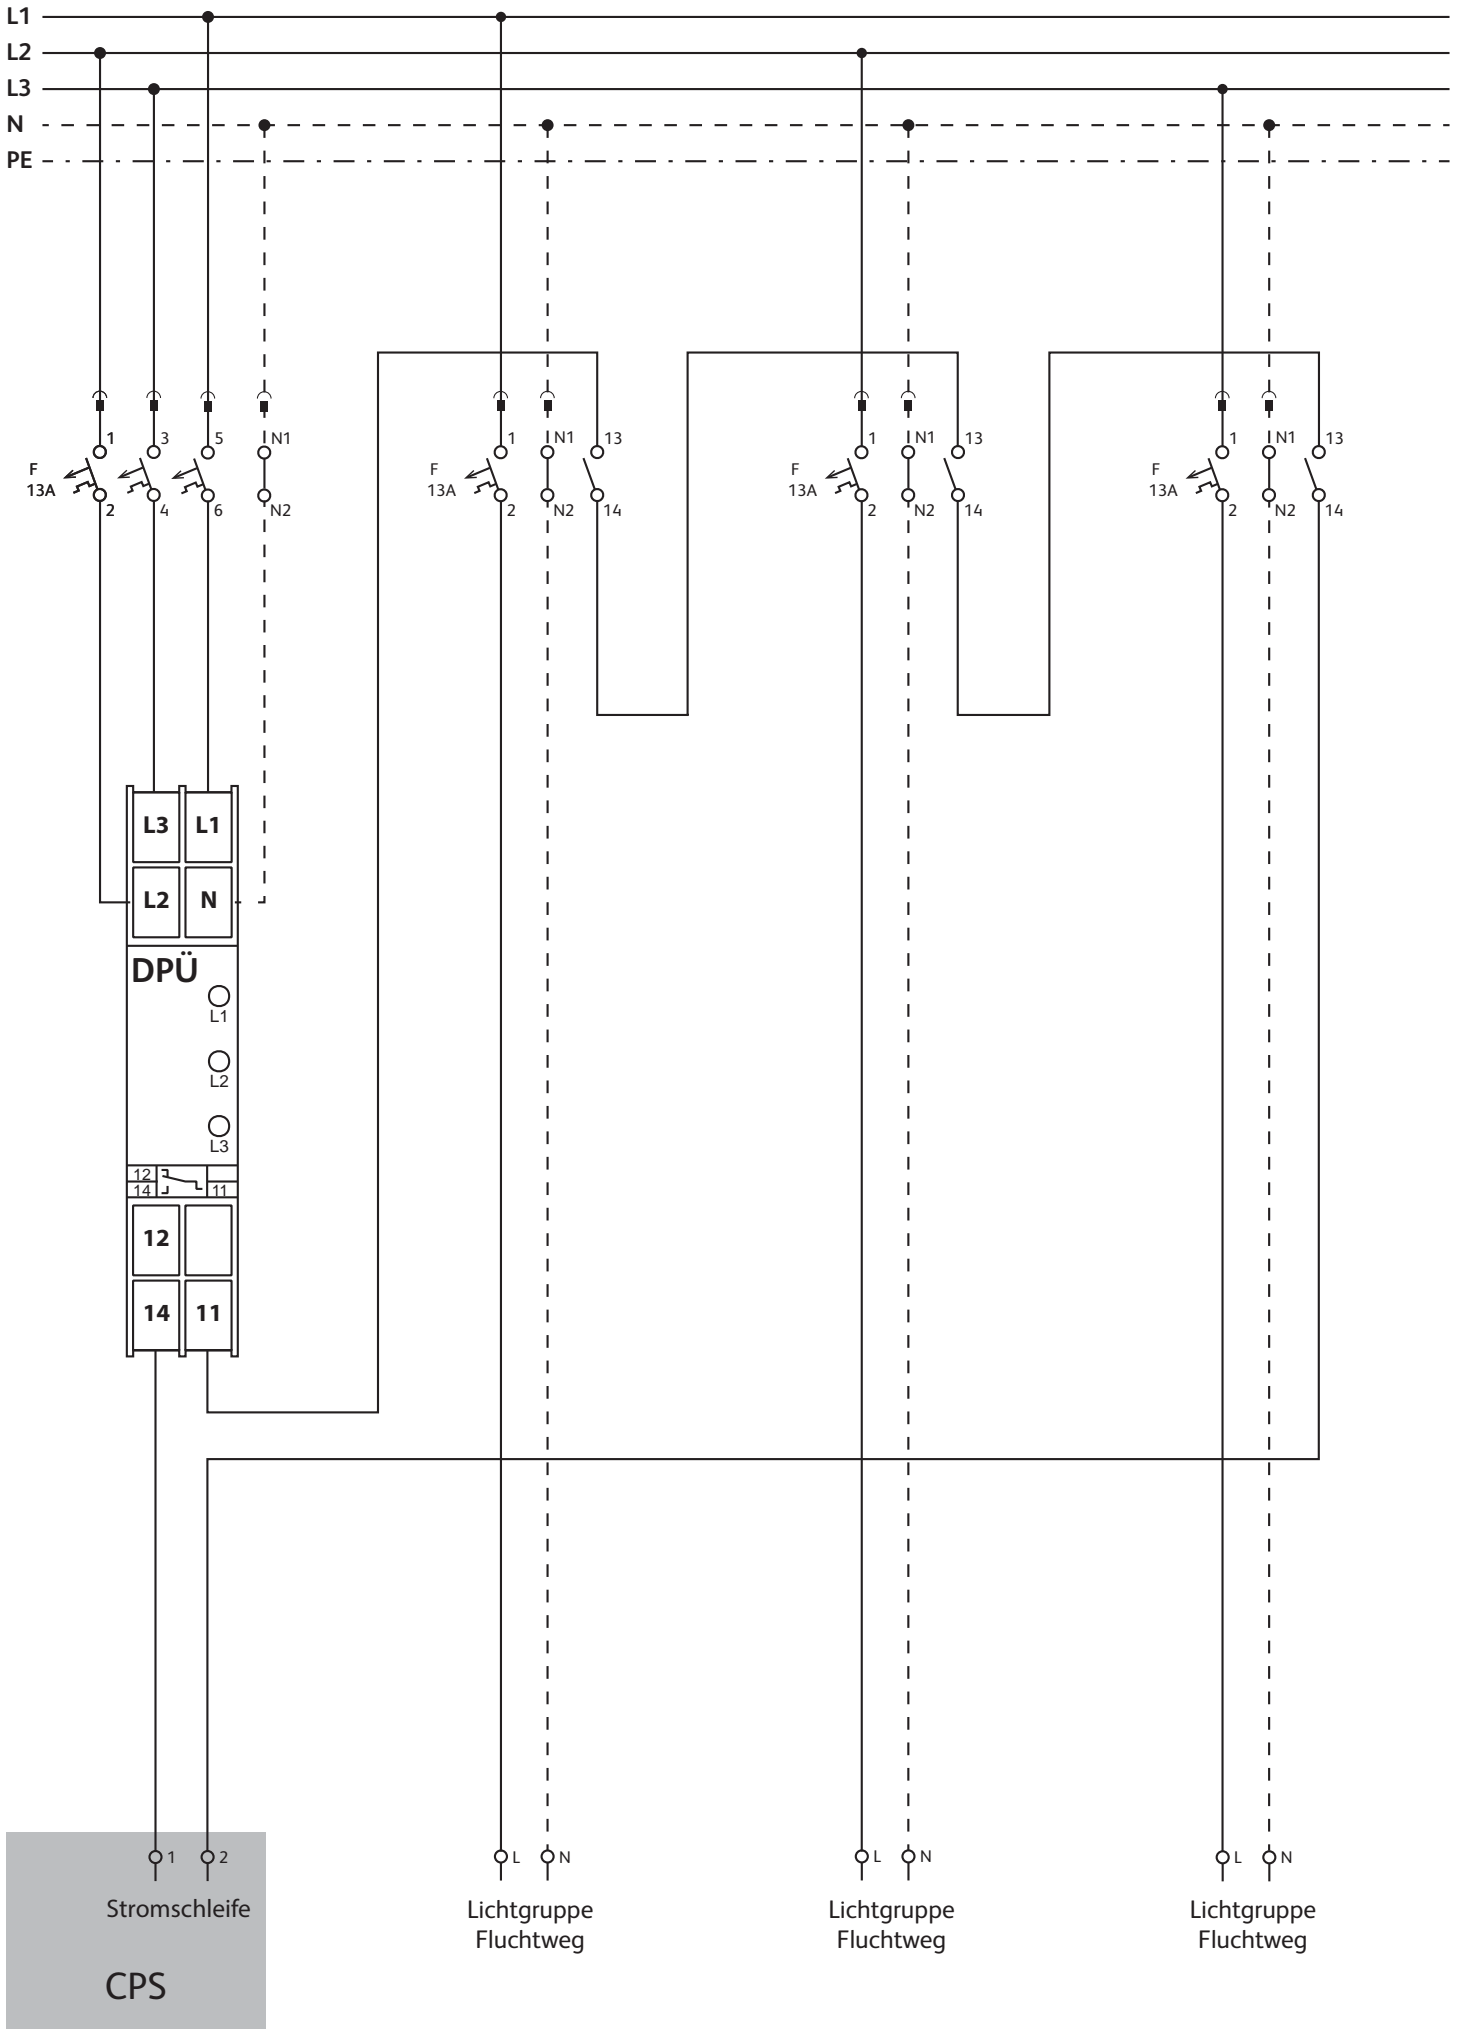 L1
L2
L3
N
PE
1 3 5 N1 1 N1 13 1 N1 13 1 N1 13
F F F F
13A 13A 13A 13A
2 4 6 N2 2 N2 14 2 N2 14 2 N2 14
L3 L1
L2 N
DPÜ
L1
L2
L3
12
14 11
12
14 11
1 2 L N L N L N
Stromschleife
Lichtgruppe
Fluchtweg
Lichtgruppe
Fluchtweg
Lichtgruppe
Fluchtweg
CPS